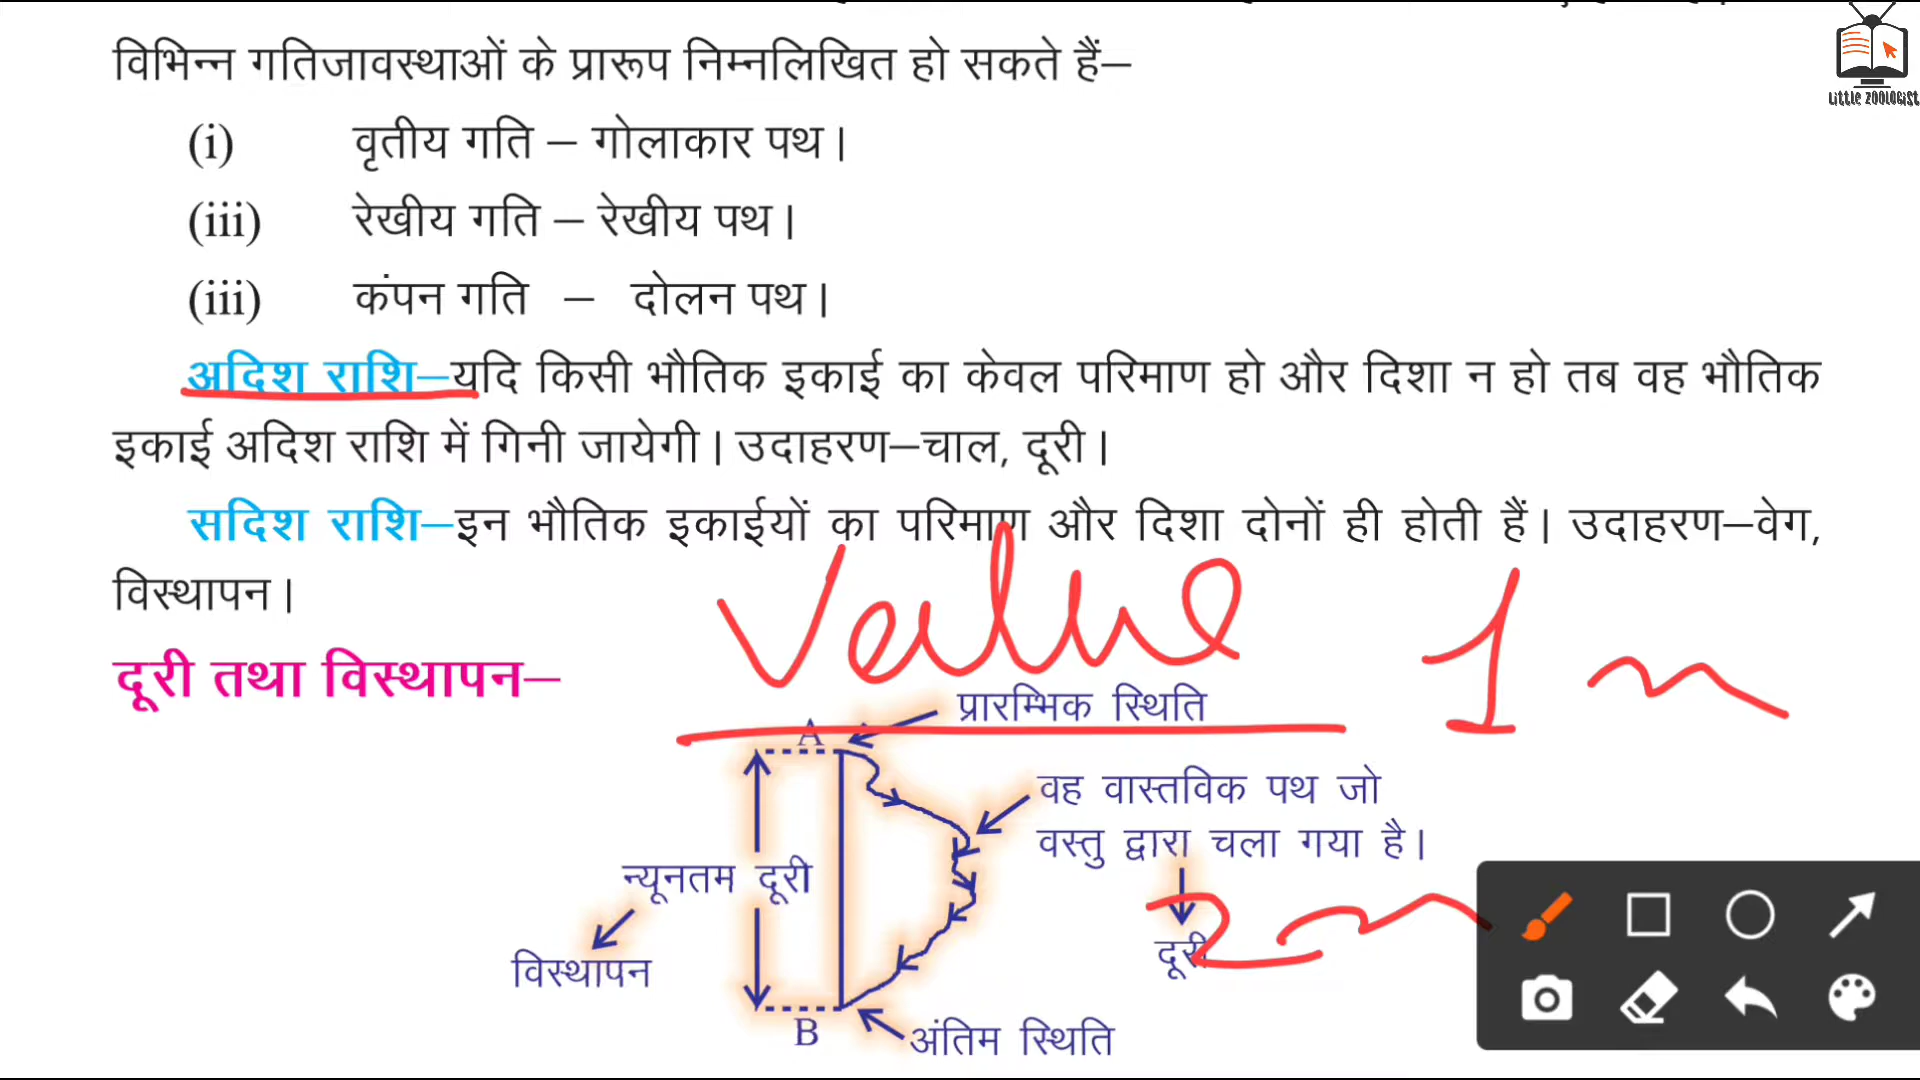 विभिन्न गतिजावस्थाओं के प्रारूप निम्नलिखित हो सकते हैं–
LITTLE ZOOLOGIST
(i) वृतीय गति – गोलाकार पथ।
(iii) रेखीय गति – रेखीय पथ।
(iii) कंपन गति – दोलन पथ।
अदिश राशि–यदि किसी भौतिक इकाई का केवल परिमाण हो और दिशा न हो तब वह भौतिक
इकाई अदिश राशि में गिनी जायेगी। उदाहरण–चाल, दूरी।
सदिश राशि–इन भौतिक इकाईयों का परिमाण और दिशा दोनों ही होती हैं। उदाहरण–वेग,
विस्थापन।
Value 1 m
दूरी तथा विस्थापन–
प्रारम्भिक स्थिति
A
वह वास्तविक पथ जो
वस्तु द्वारा चला गया है।
न्यूनतम दूरी
2 m
दूरी
विस्थापन
B
अंतिम स्थिति